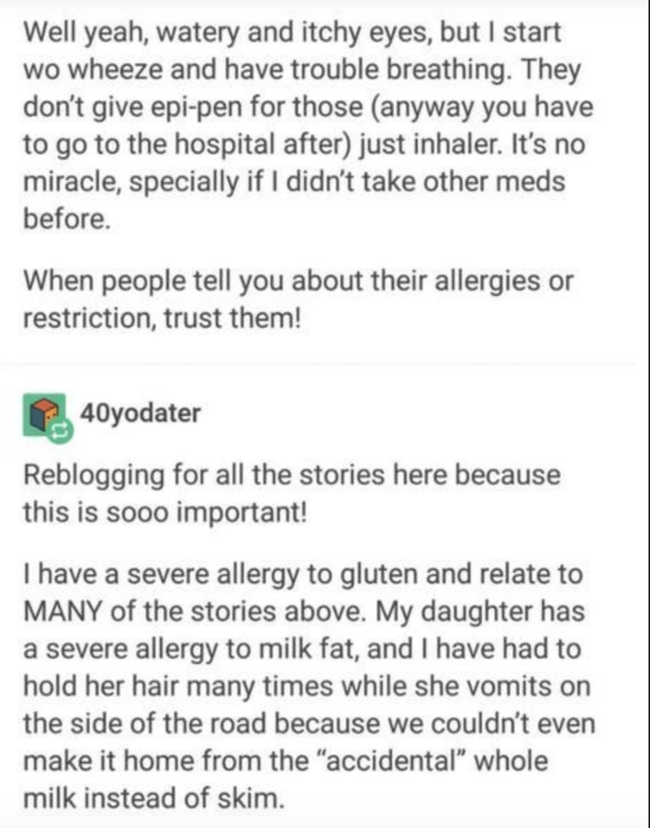 Well yeah, watery and itchy eyes, but I start
wo wheeze and have trouble breathing. They
don't give epi-pen for those (anyway you have
to go to the hospital after) just inhaler. It's no
miracle, specially if I didn't take other meds
before.
When people tell you about their allergies or
restriction, trust them!
40yodater
Reblogging for all the stories here because
this is sooo important!
I have a severe allergy to gluten and relate to
MANY of the stories above. My daughter has
a severe allergy to milk fat, and I have had to
hold her hair many times while she vomits on
the side of the road because we couldn't even
make it home from the “accidental” whole
milk instead of skim.